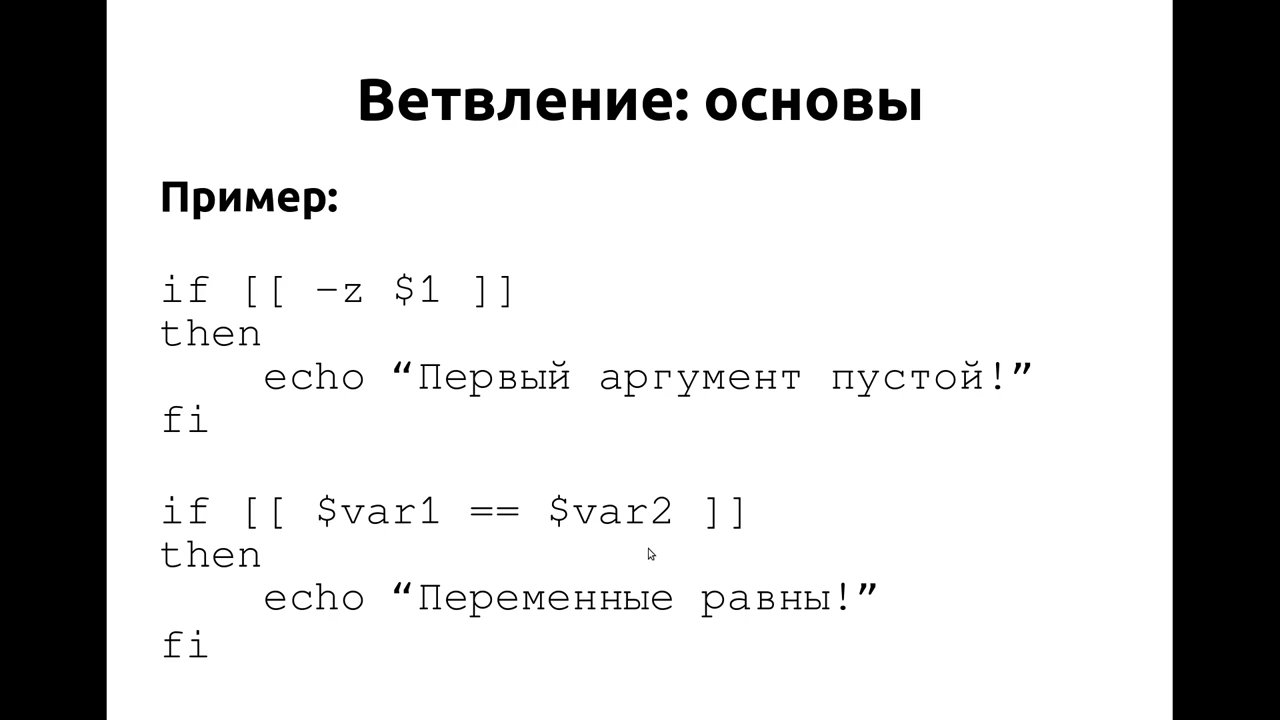 Ветвление: основы
Пример:
if [[ -z $1 ]]
then
echo “Первый аргумент пустой!”
fi
if [[ $var1 == $var2 ]]
then
echo “Переменные равны!”
fi